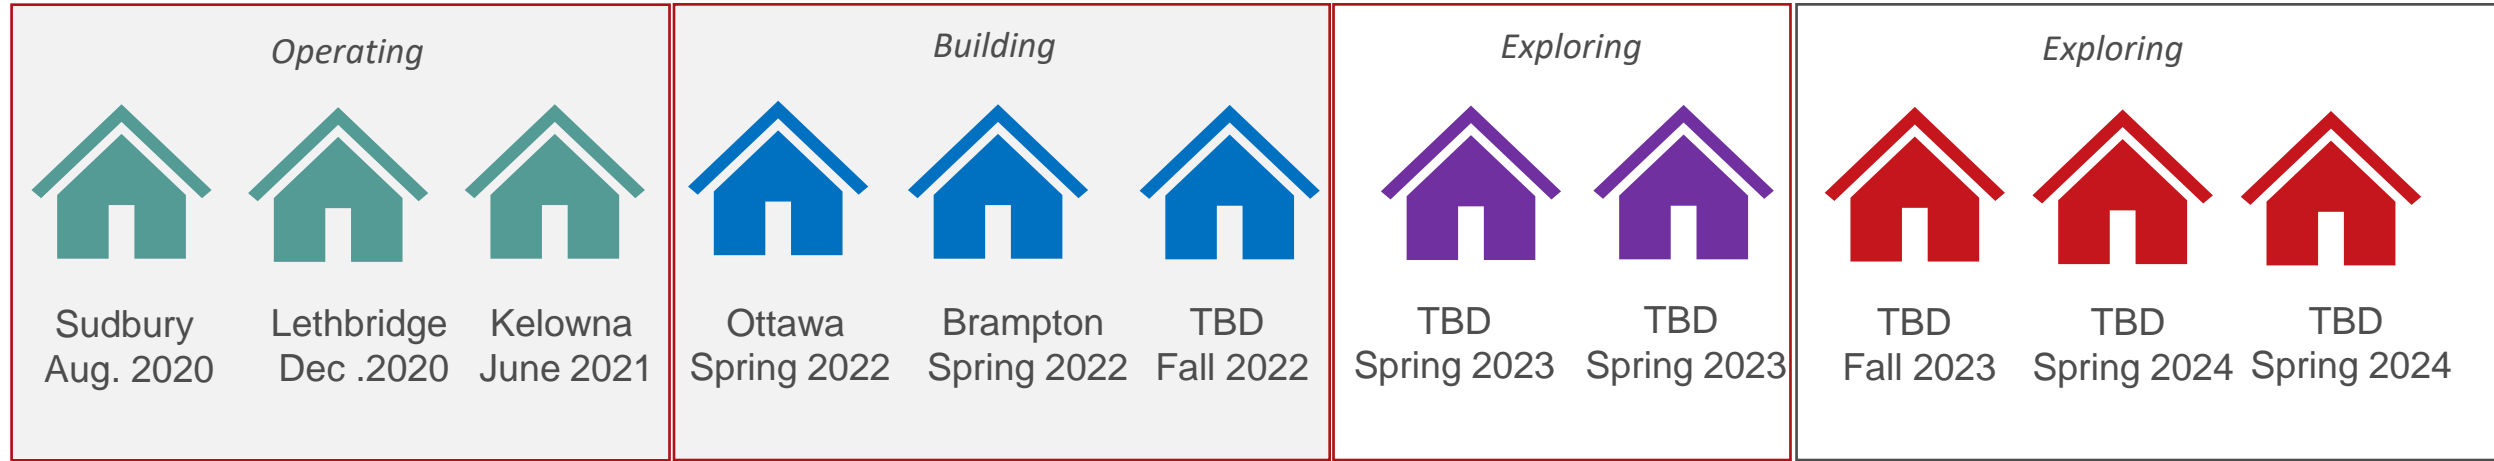 Operating
Sudbury
Aug. 2020
Lethbridge
Dec .2020
Kelowna
June 2021
Building
Ottawa
Spring 2022
Brampton
Spring 2022
TBD
Fall 2022
Exploring
TBD
Spring 2023
TBD
Spring 2023
Exploring
TBD
Fall 2023
TBD
Spring 2024
TBD
Spring 2024